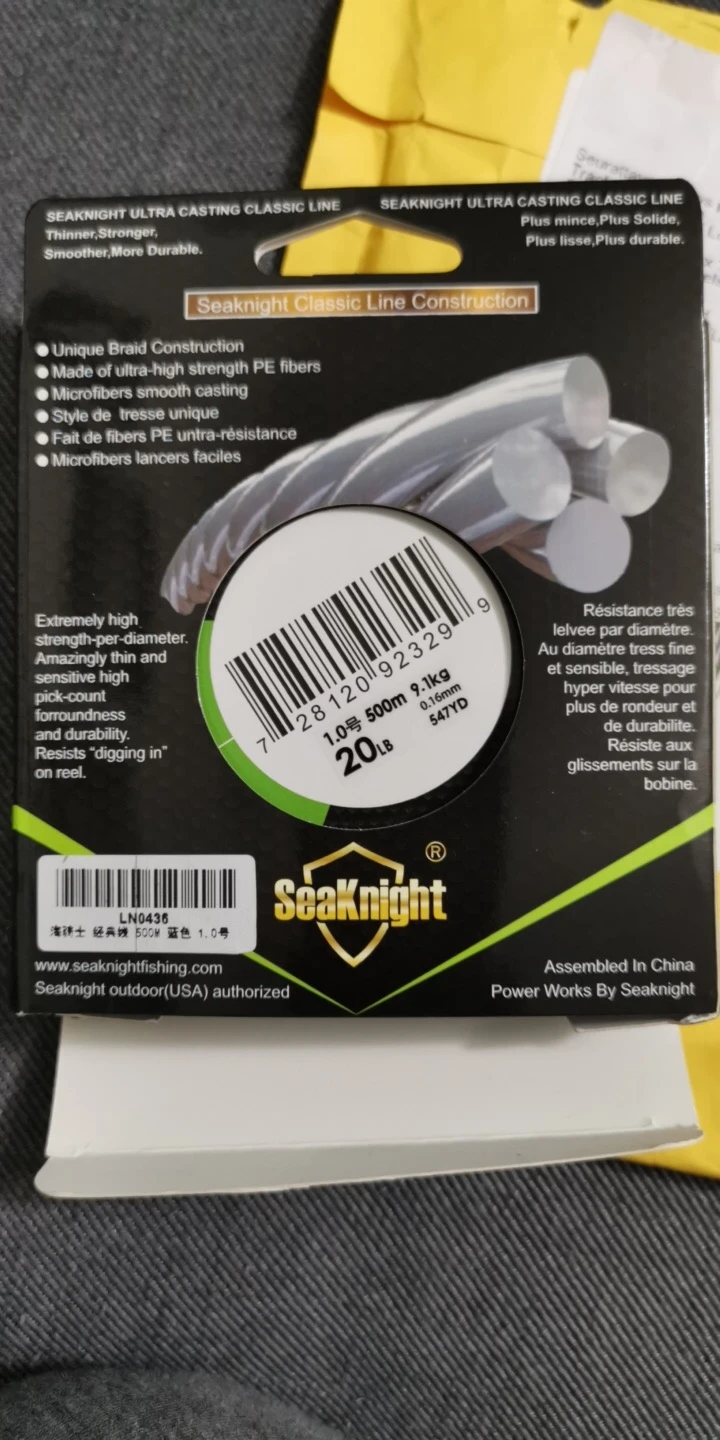 SEAKNIGHT ULTRA CASTING CLASSIC LINE
Thinner,Stronger,
Smoother,More Durable.
SEAKNIGHT ULTRA CASTING CLASSIC LINE
Plus mince,Plus Solide,
Plus lisse,Plus durable.
Seaknight Classic Line Construction
Unique Braid Construction
Made of ultra-high strength PE fibers
Microfibers smooth casting
Style de tresse unique
Fait de fibers PE untra-résistance
Microfibers lancers faciles
Extremely high
strength-per-diameter.
Amazingly thin and
sensitive high
pick-count
forroundness
and durability.
Resists “digging in”
on reel.
7 28120 92329 9
1.0号 500m 9.1kg
0.16mm
20LB
547YD
Résistance très
lelvee par diamètre.
Au diamètre tress fine
et sensible, tressage
hyper vitesse pour
plus de rondeur et
de durabilite.
Résiste aux
glissements sur la
bobine.
LN0436
海骑士 经典线 500M 蓝色 1.0号
SeaKnight®
www.seaknightfishing.com
Seaknight outdoor(USA) authorized
Assembled In China
Power Works By Seaknight